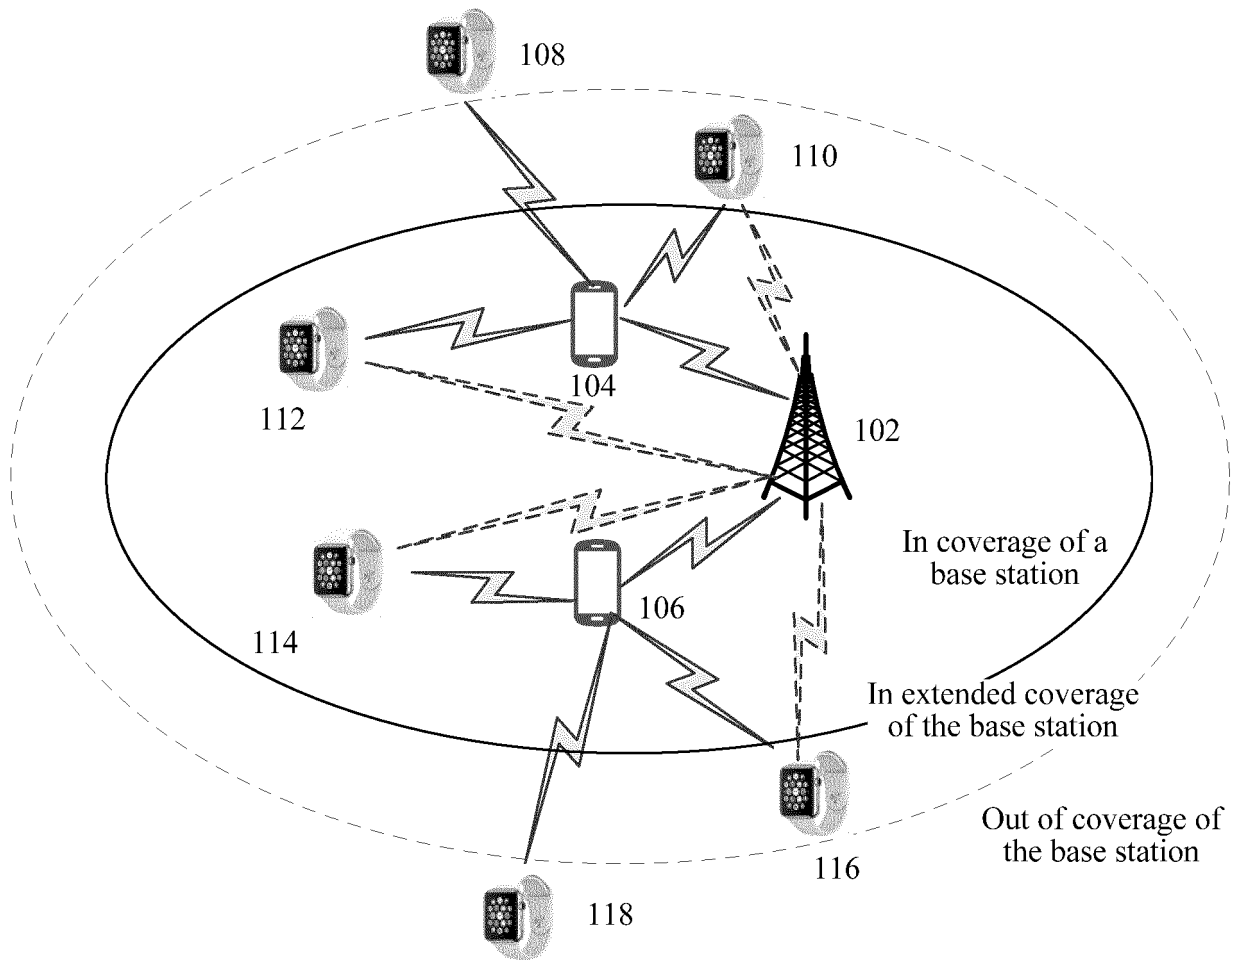 108
110
104
112
102
In coverage of a
base station
106
114
In extended coverage
of the base station
Out of coverage of
the base station
116
118